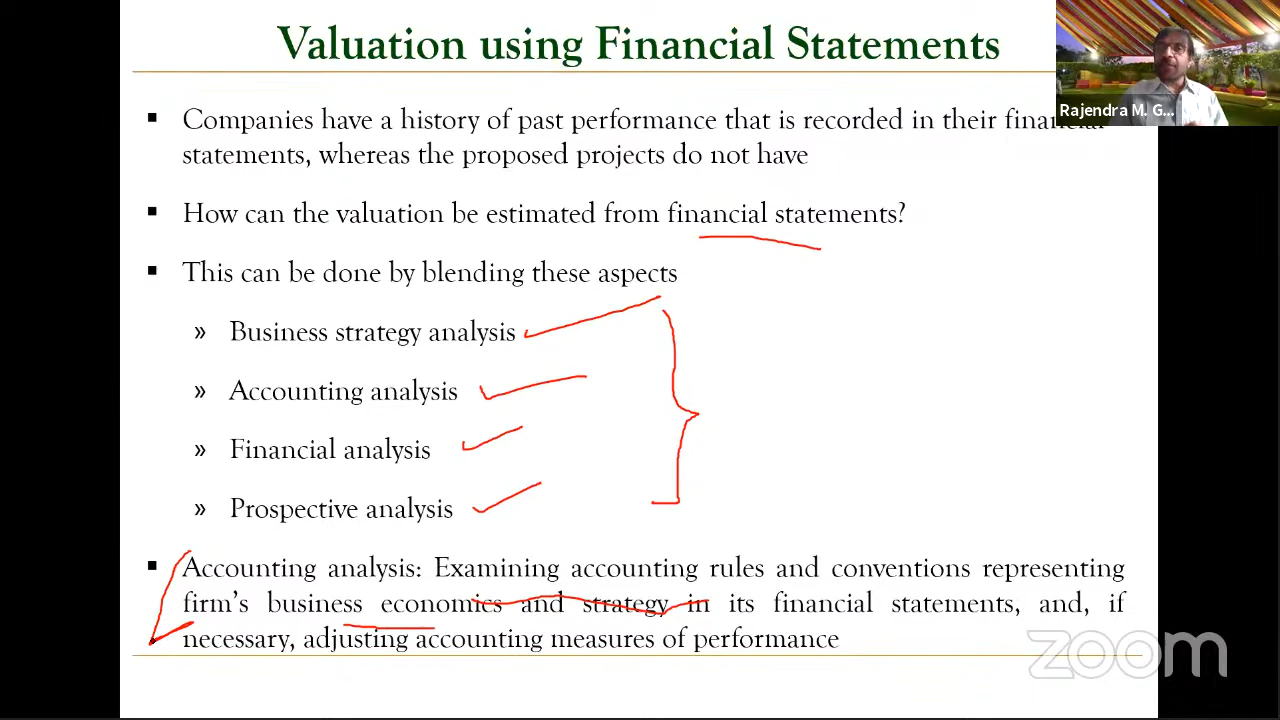 Valuation using Financial Statements
Rajendra M. G...
▪ Companies have a history of past performance that is recorded in their financial
statements, whereas the proposed projects do not have
▪ How can the valuation be estimated from financial statements?
▪ This can be done by blending these aspects
» Business strategy analysis
» Accounting analysis
» Financial analysis
» Prospective analysis
▪ Accounting analysis: Examining accounting rules and conventions representing
firm's business economics and strategy in its financial statements, and, if
necessary, adjusting accounting measures of performance
zoom